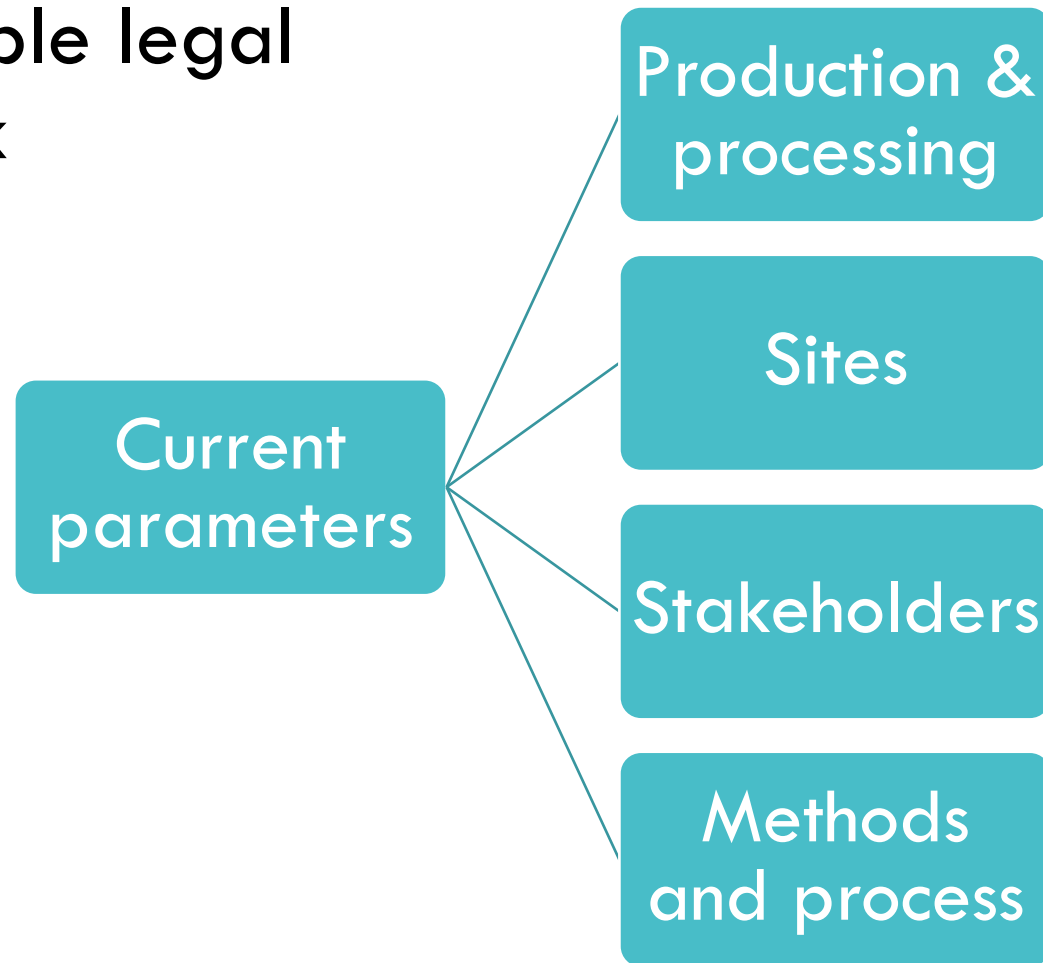 ble legal
Production &
processing
Sites
Current
parameters
Stakeholders
Methods
and process